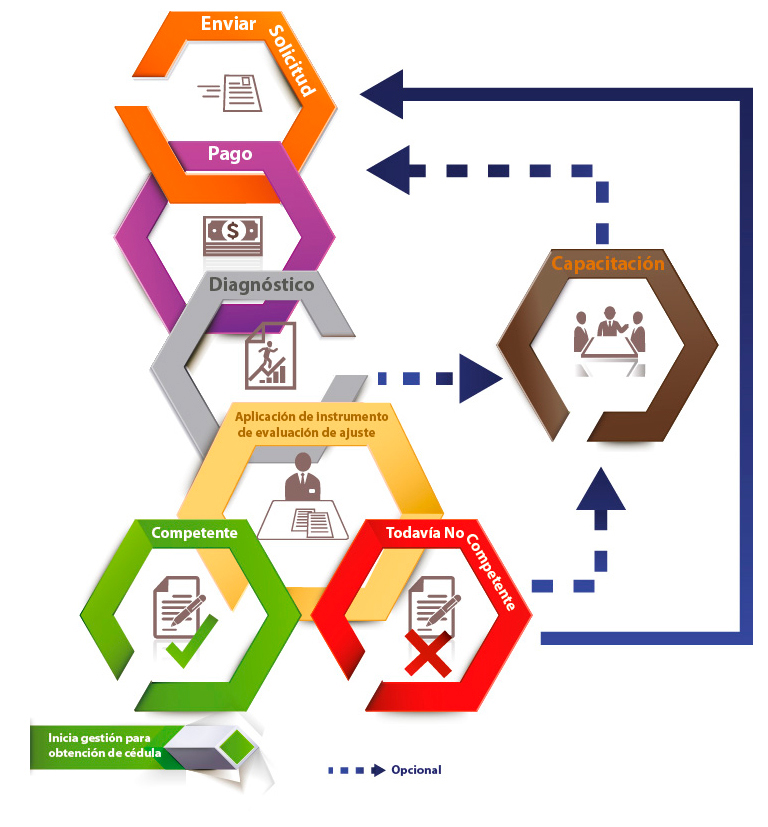 Enviar
Solicitud
Pago
$
Diagnóstico
Capacitación
Aplicación de instrumento
de evaluación de ajuste
Competente
Todavía No
Competente
Inicia gestión para
obtención de cédula
Opcional